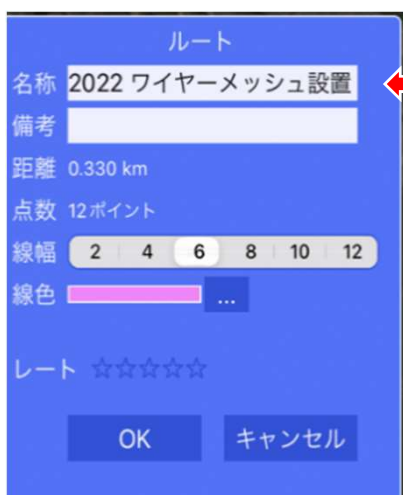 ルート
名称 2022 ワイヤーメッシュ設置
備考
距離 0.330 km
点数 12ポイント
線幅 2 4 6 8 10 12
線色 ...
レート ☆☆☆☆☆
OK キャンセル